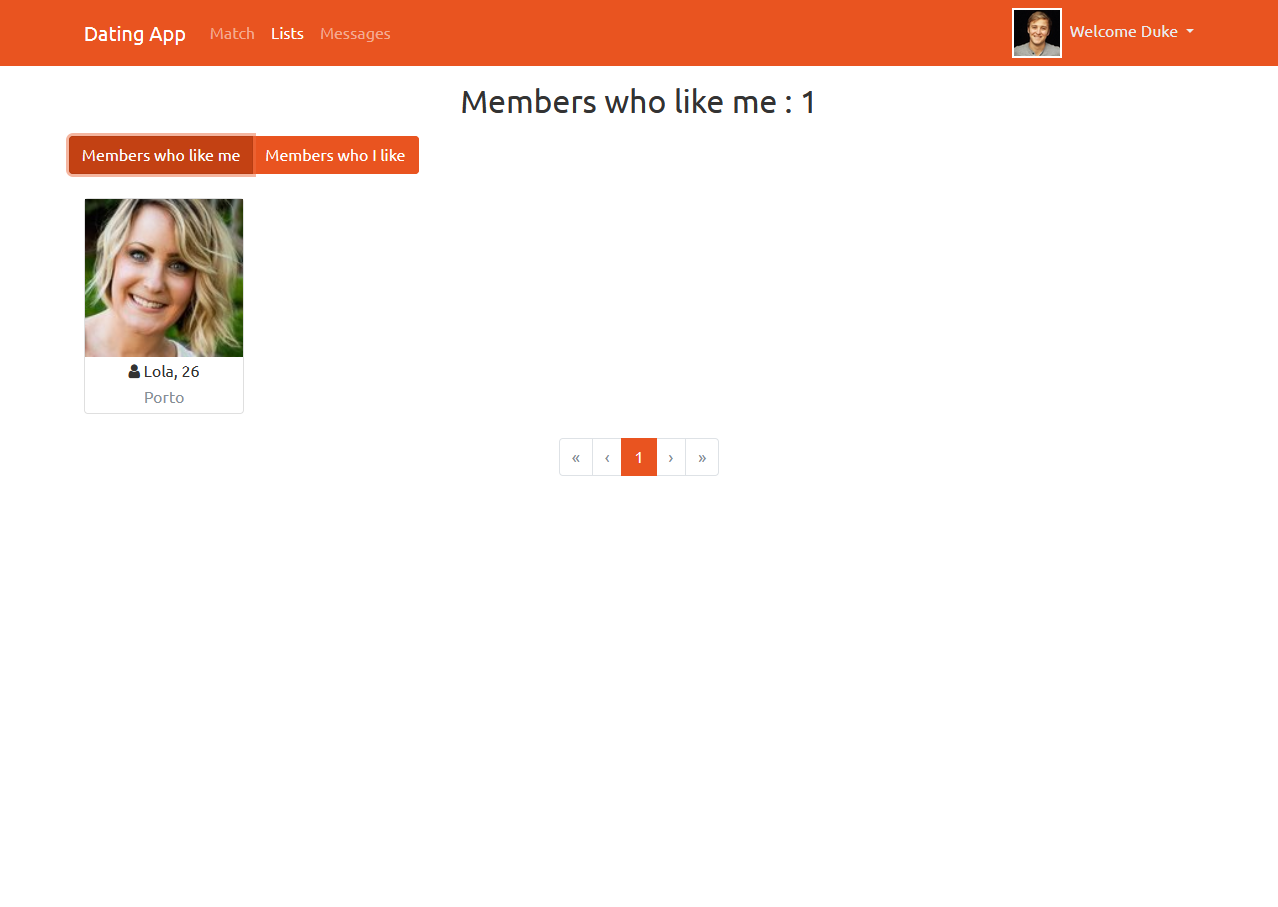 Dating App Match Lists Messages Welcome Duke
Members who like me : 1
Members who like me Members who I like
Lola, 26
Porto
« ‹ 1 › »